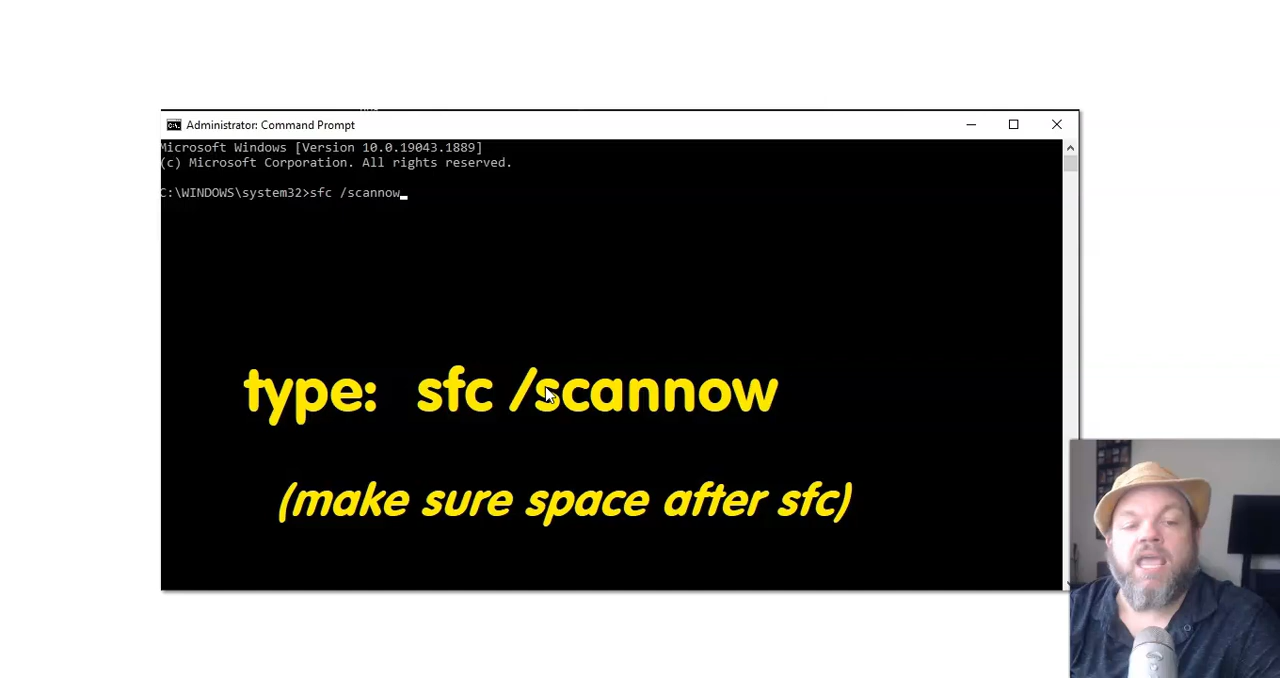 Administrator: Command Prompt
Microsoft Windows [Version 10.0.19043.1889]
(c) Microsoft Corporation. All rights reserved.
C:\WINDOWS\system32>sfc /scannow
type: sfc /scannow
(make sure space after sfc)